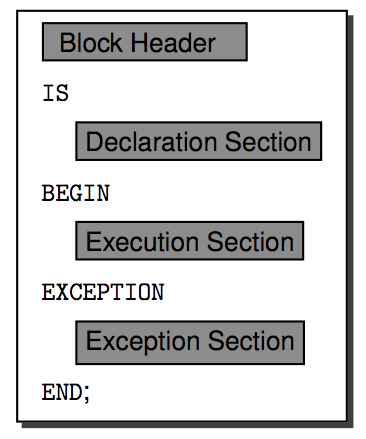 Block Header
IS
Declaration Section
BEGIN
Execution Section
EXCEPTION
Exception Section
END;